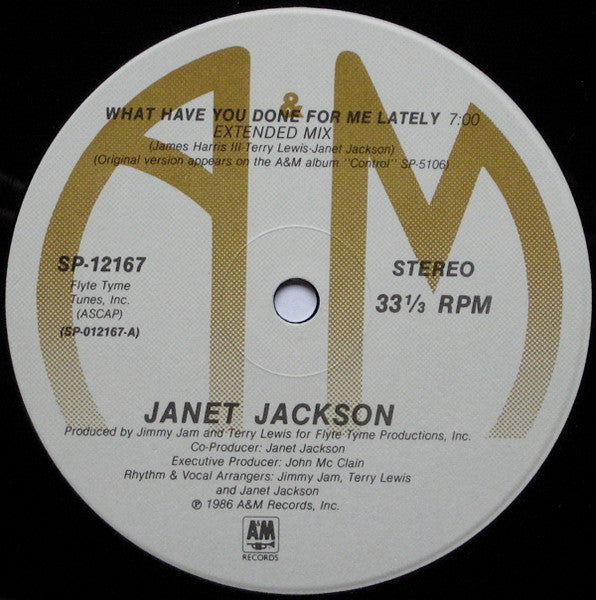 A&M
WHAT HAVE YOU DONE FOR ME LATELY 7:00
EXTENDED MIX
(James Harris III-Terry Lewis-Janet Jackson)
(Original version appears on the A&M album "Control" SP-5106)
SP-12167
Flyte Tyme
Tunes, Inc.
(ASCAP)
(SP-012167-A)
STEREO
33 1/3 RPM
JANET JACKSON
Produced by Jimmy Jam and Terry Lewis for Flyte Tyme Productions, Inc.
Co-Producer: Janet Jackson
Executive Producer: John Mc Clain
Rhythm & Vocal Arrangers: Jimmy Jam, Terry Lewis
and Janet Jackson
℗ 1986 A&M Records, Inc.
A&M
RECORDS